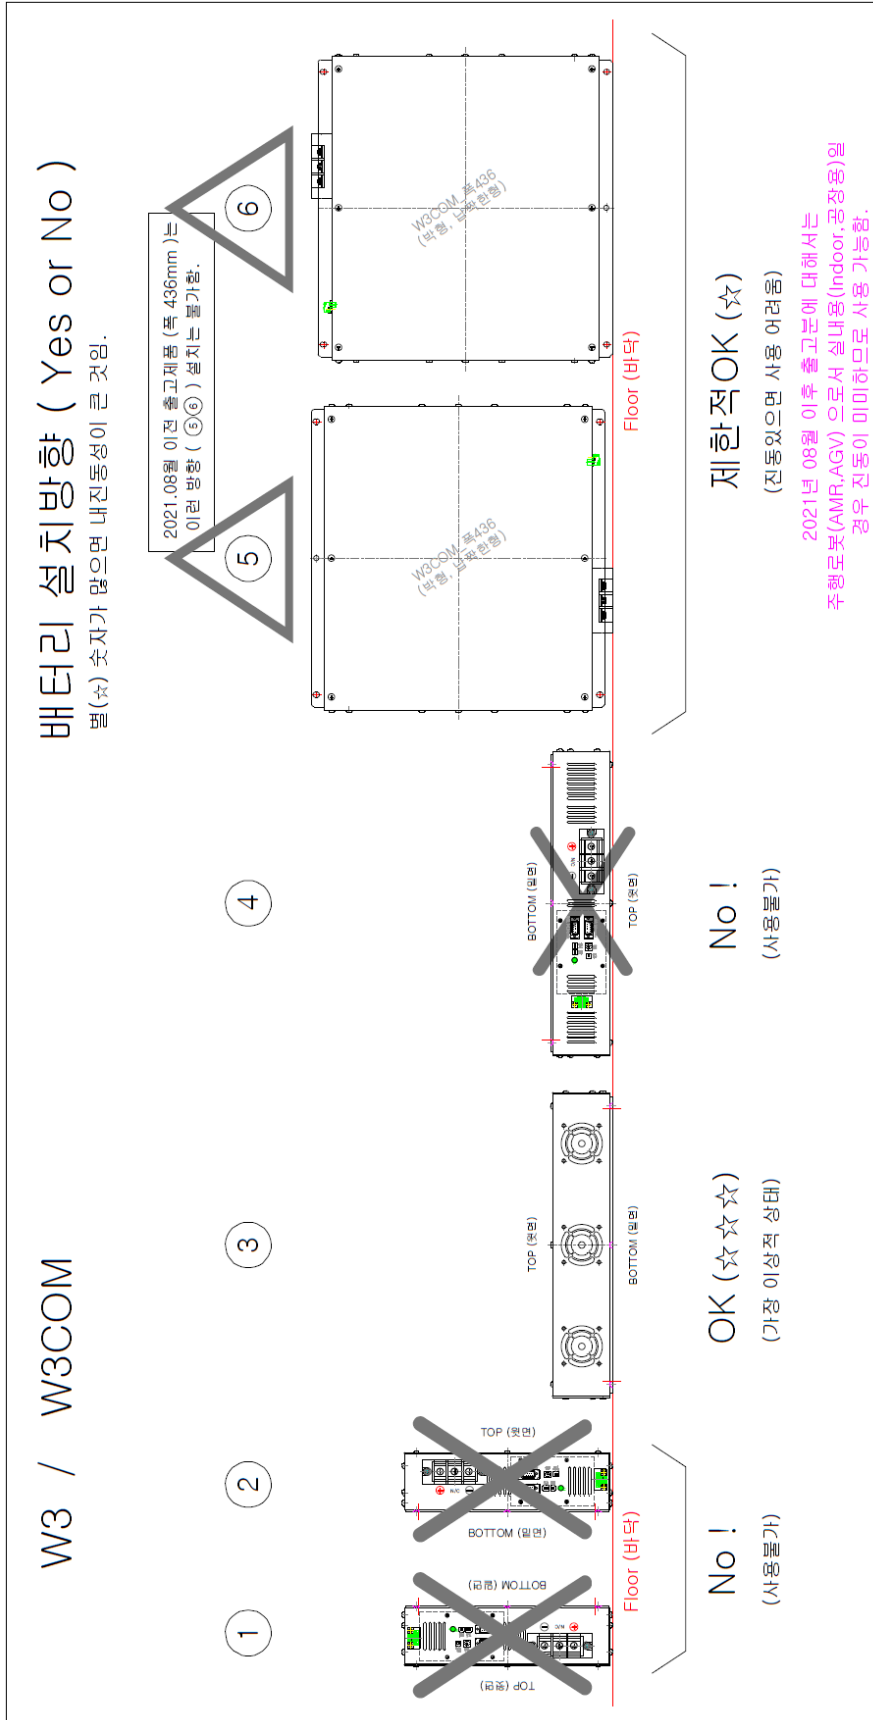 W3 / W3COM
배터리 설치방향 ( Yes or No )
별(☆) 숫자가 많으면 내진동성이 큰 것임.
2021.08월 이전 출고제품 (폭 436mm )는
이런 방향 ( ⑤⑥ ) 설치는 불가함.
①
②
③
④
⑤
⑥
TOP (윗면)
BOTTOM (밑면)
BOTTOM (밑면)
TOP (윗면)
TOP (윗면)
BOTTOM (밑면)
BOTTOM (밑면)
TOP (윗면)
N/C
N/C
N/C
W3COM_폭436
(박형, 납짝한형)
W3COM_폭436
(박형, 납짝한형)
Floor (바닥)
Floor (바닥)
No !
(사용불가)
OK (☆☆☆)
(가장 이상적 상태)
No !
(사용불가)
제한적OK (☆)
(진동있으면 사용 어려움)
2021년 08월 이후 출고분에 대해서는
주행로봇(AMR,AGV) 으로서 실내용(Indoor,공장용)일
경우 진동이 미미하므로 사용 가능함.